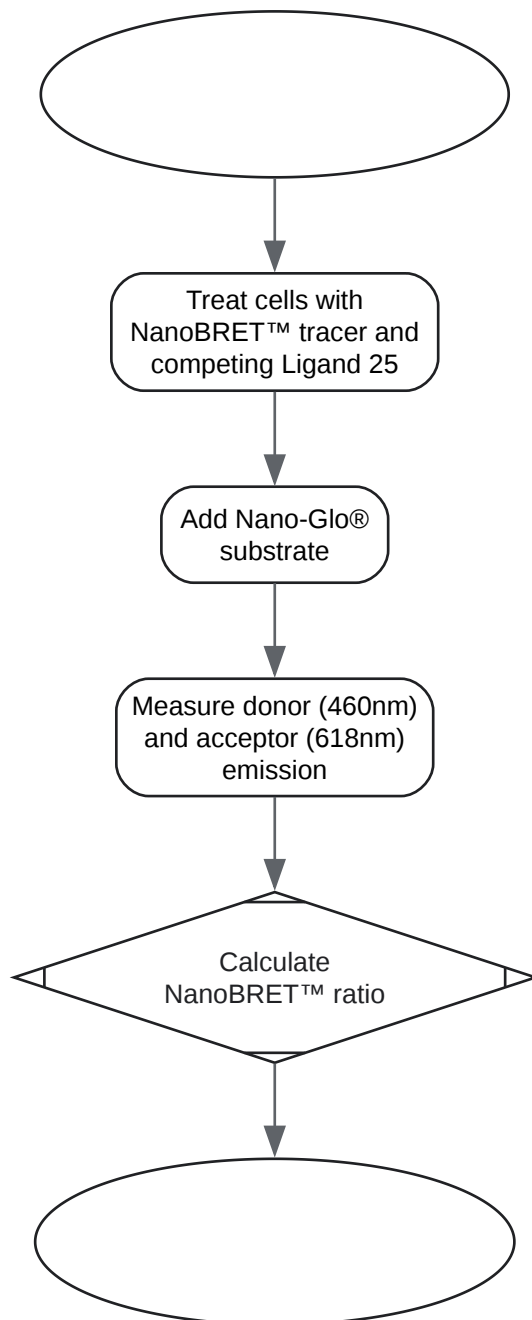 Treat cells with
NanoBRET™ tracer and
competing Ligand 25
Add Nano-Glo®
substrate
Measure donor (460nm)
and acceptor (618nm)
emission
Calculate
NanoBRET™ ratio